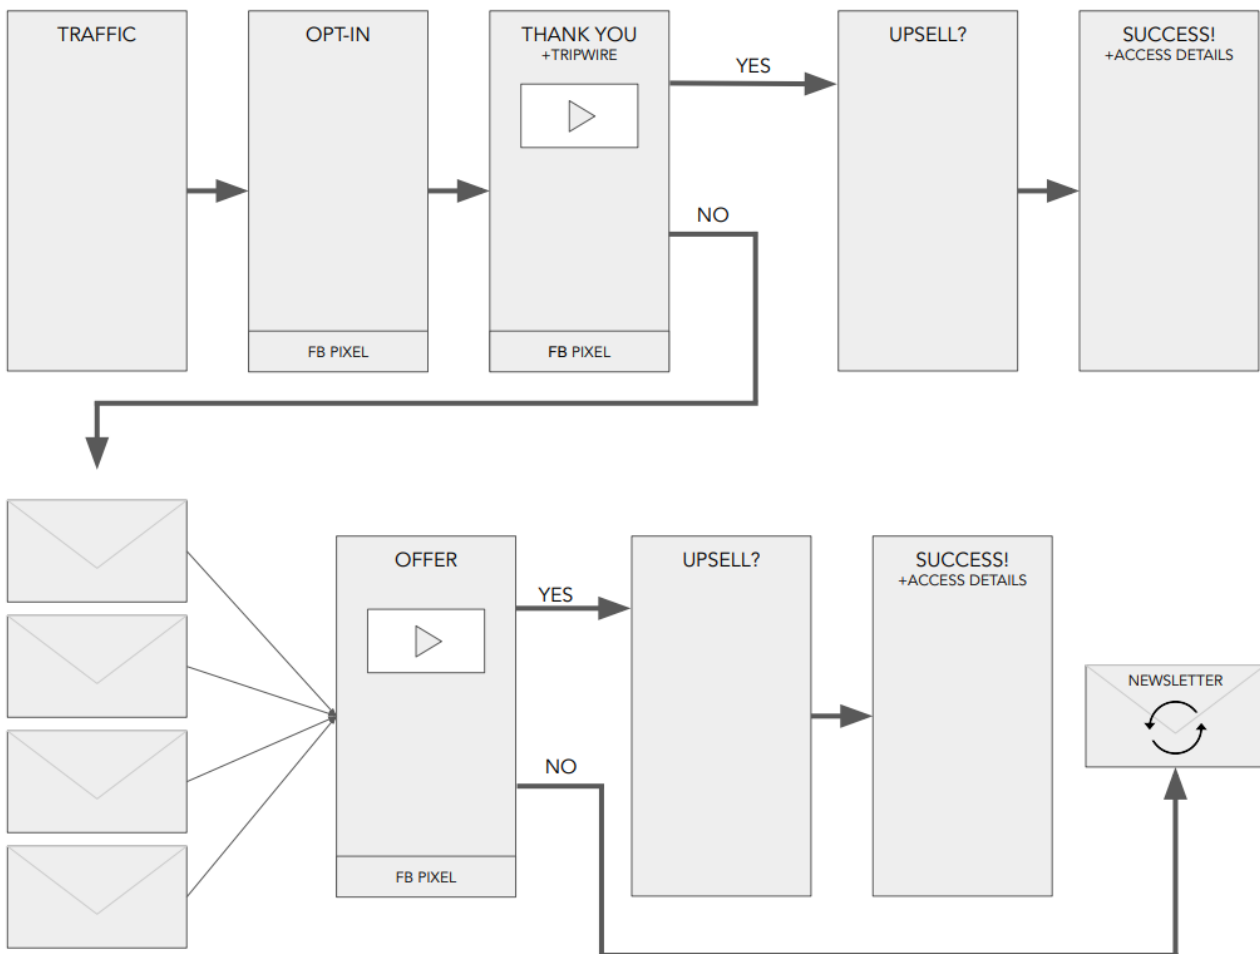 TRAFFIC
OPT-IN
THANK YOU
+TRIPWIRE
YES
UPSELL?
SUCCESS!
+ACCESS DETAILS
NO
FB PIXEL
FB PIXEL
OFFER
YES
UPSELL?
SUCCESS!
+ACCESS DETAILS
NEWSLETTER
NO
FB PIXEL